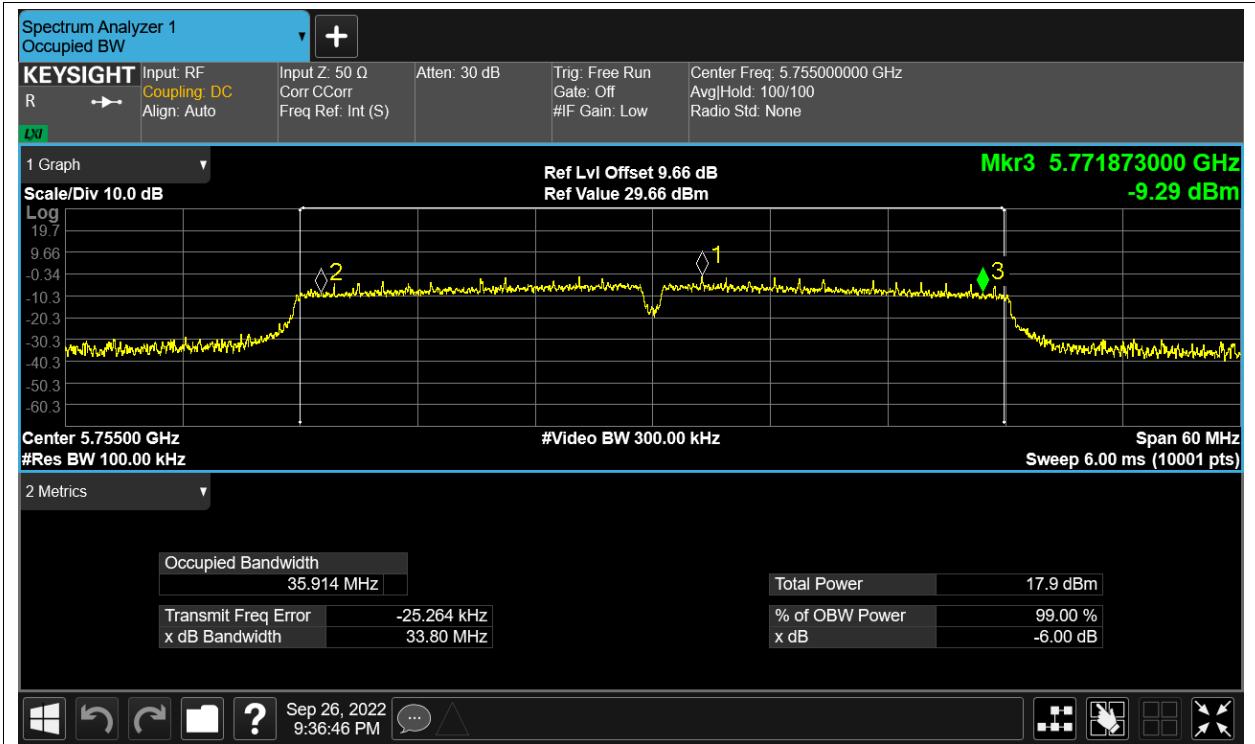 Spectrum Analyzer 1
Occupied BW
KEYSIGHT
R
LXI
Input: RF
Coupling: DC
Align: Auto
Input Z: 50 Ω
Corr CCorr
Freq Ref: Int (S)
Atten: 30 dB
Trig: Free Run
Gate: Off
#IF Gain: Low
Center Freq: 5.755000000 GHz
Avg|Hold: 100/100
Radio Std: None
1 Graph
Scale/Div 10.0 dB
Ref Lvl Offset 9.66 dB
Ref Value 29.66 dBm
Mkr3 5.771873000 GHz
-9.29 dBm
Log
19.7
9.66
-0.34
-10.3
-20.3
-30.3
-40.3
-50.3
-60.3
2
1
3
Center 5.75500 GHz
#Res BW 100.00 kHz
#Video BW 300.00 kHz
Span 60 MHz
Sweep 6.00 ms (10001 pts)
2 Metrics
Occupied Bandwidth
35.914 MHz
Transmit Freq Error -25.264 kHz
x dB Bandwidth 33.80 MHz
Total Power 17.9 dBm
% of OBW Power 99.00 %
x dB -6.00 dB
?
Sep 26, 2022
9:36:46 PM